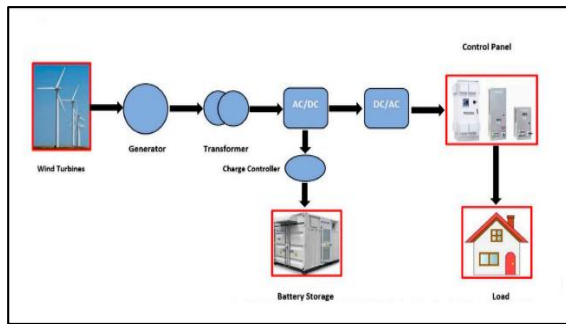 Control Panel
AC/DC
DC/AC
Wind Turbines
Generator
Transformer
Charge Controller
Battery Storage
Load